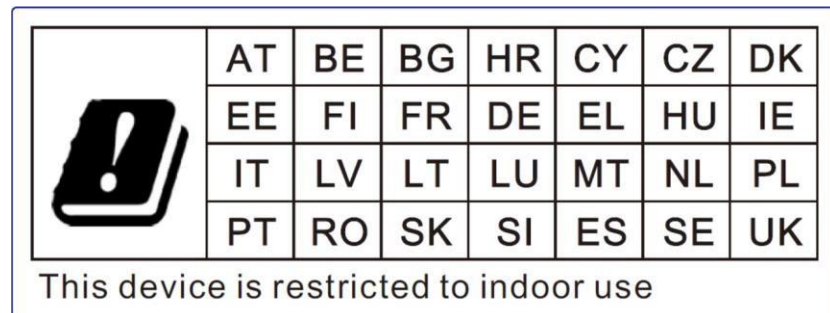 AT BE BG HR CY CZ DK
EE FI FR DE EL HU IE
IT LV LT LU MT NL PL
PT RO SK SI ES SE UK
This device is restricted to indoor use